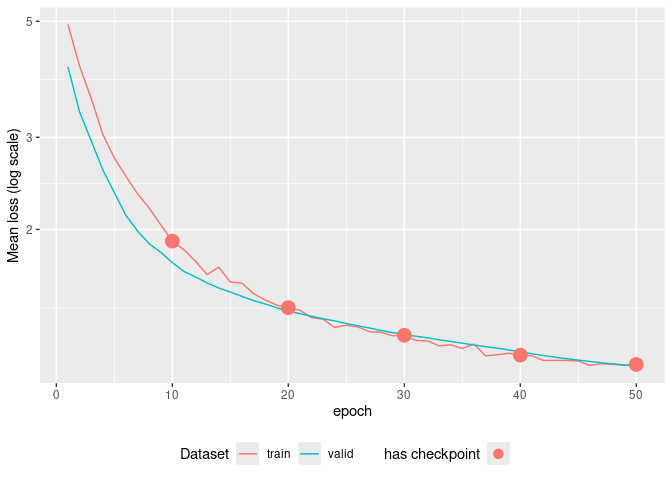 5
3
2
Mean loss (log scale)
0 10 20 30 40 50
epoch
Dataset train valid has checkpoint